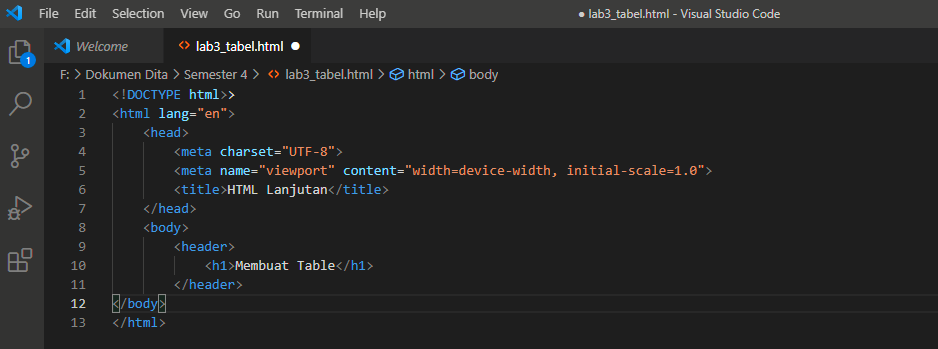 File Edit Selection View Go Run Terminal Help ● lab3_tabel.html - Visual Studio Code
Welcome <> lab3_tabel.html ●
F: > Dokumen Dita > Semester 4 > <> lab3_tabel.html > html > body
1 <!DOCTYPE html>>
2 <html lang="en">
3 <head>
4 <meta charset="UTF-8">
5 <meta name="viewport" content="width=device-width, initial-scale=1.0">
6 <title>HTML Lanjutan</title>
7 </head>
8 <body>
9 <header>
10 <h1>Membuat Table</h1>
11 </header>
12 </body>
13 </html>
1